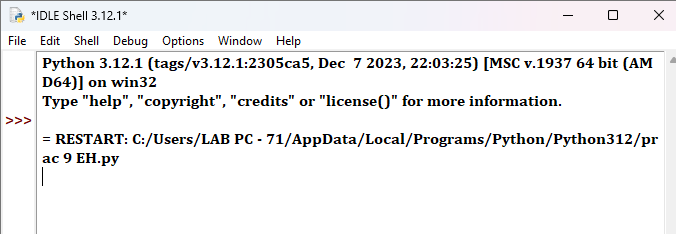 *IDLE Shell 3.12.1*
File Edit Shell Debug Options Window Help
Python 3.12.1 (tags/v3.12.1:2305ca5, Dec  7 2023, 22:03:25) [MSC v.1937 64 bit (AM
D64)] on win32
Type "help", "copyright", "credits" or "license()" for more information.
>>>
= RESTART: C:/Users/LAB PC - 71/AppData/Local/Programs/Python/Python312/pr
ac 9 EH.py